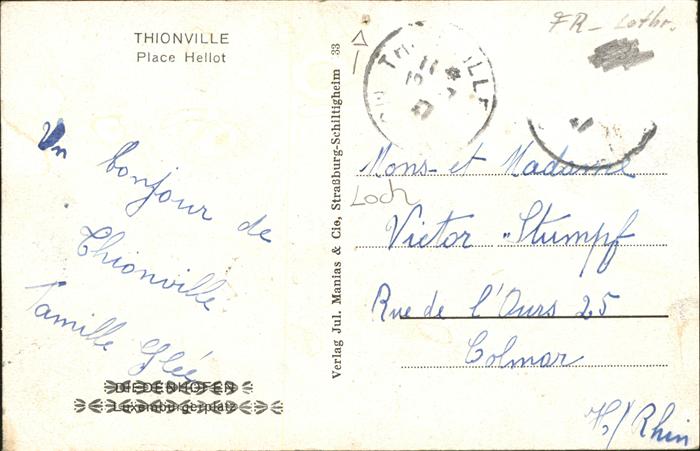 THIONVILLE
Place Hellot
Un bonjour de
Thionville
Famille Glée
DIEDENHOFEN
Luxemburgerplatz
Verlag Jul. Manias & Cie, Straßburg-Schiltigheim 33
FR - Lothr.
Mons- et Madame
Loch
Victor Stumpf
Rue de l'Ours 25
Colmar
H/Rhin